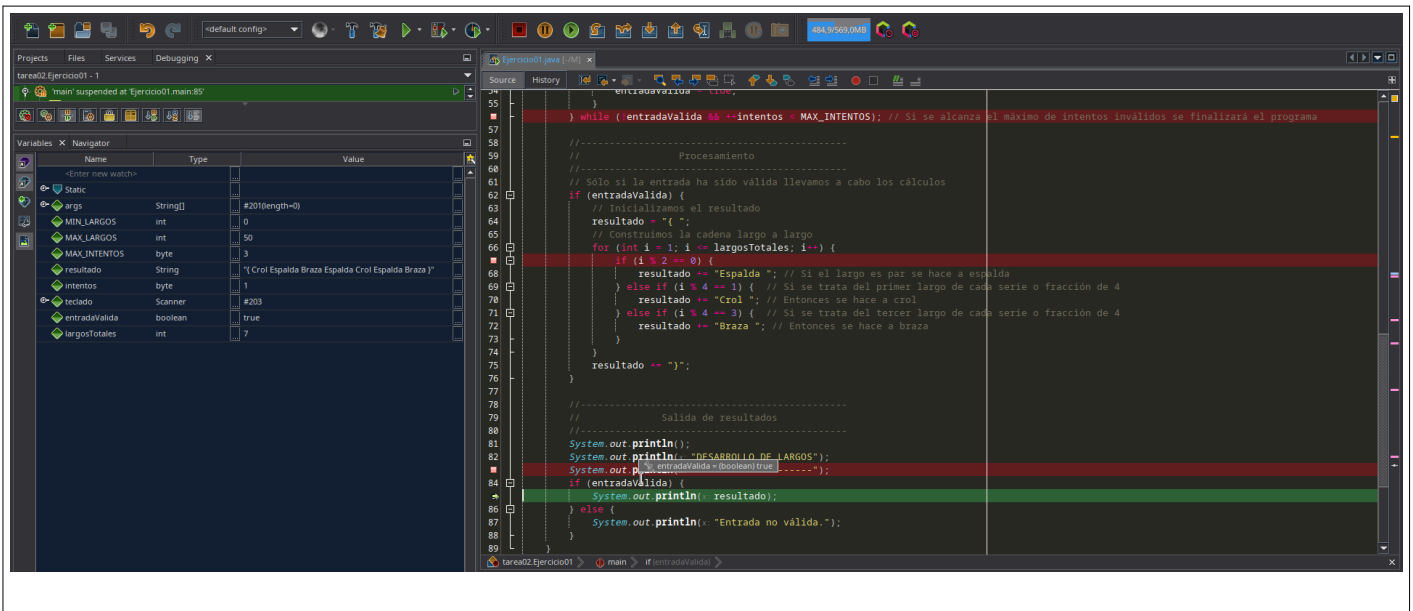 <default config>
484,9/569,0MB
Projects Files Services Debugging
tarea02.Ejercicio01 - 1
'main' suspended at 'Ejercicio01.main:85'
Variables Navigator
Name Type Value
<Enter new watch>
Static
args String[] #201(length=0)
MIN_LARGOS int 0
MAX_LARGOS int 50
MAX_INTENTOS byte 3
resultado String "{ Crol Espalda Braza Espalda Crol Espalda Braza }"
intentos byte 1
teclado Scanner #203
entradaValida boolean true
largosTotales int 7
Ejercicio01.java [-/M]
Source History
54 entradaValida = true;
55 }
} while (!entradaValida && ++intentos < MAX_INTENTOS); // Si se alcanza el máximo de intentos inválidos se finalizará el programa
57
58 //----------------------------------------------
59 // Procesamiento
60 //----------------------------------------------
61 // Sólo si la entrada ha sido válida llevamos a cabo los cálculos
62 if (entradaValida) {
63 // Inicializamos el resultado
64 resultado = "{ ";
65 // Construimos la cadena largo a largo
66 for (int i = 1; i <= largosTotales; i++) {
if (i % 2 == 0) {
68 resultado += "Espalda "; // Si el largo es par se hace a espalda
69 } else if (i % 4 == 1) { // Si se trata del primer largo de cada serie o fracción de 4
70 resultado += "Crol "; // Entonces se hace a crol
71 } else if (i % 4 == 3) { // Si se trata del tercer largo de cada serie o fracción de 4
72 resultado += "Braza "; // Entonces se hace a braza
73 }
74 }
75 resultado += "}";
76 }
77
78 //----------------------------------------------
79 // Salida de resultados
80 //----------------------------------------------
81 System.out.println();
82 System.out.println(x: "DESARROLLO DE LARGOS");
entradaValida = (boolean) true
System.out.p ------");
84 if (entradaValida) {
System.out.println(x: resultado);
86 } else {
87 System.out.println(x: "Entrada no válida.");
88 }
89 }
tarea02.Ejercicio01 main if (entradaValida)